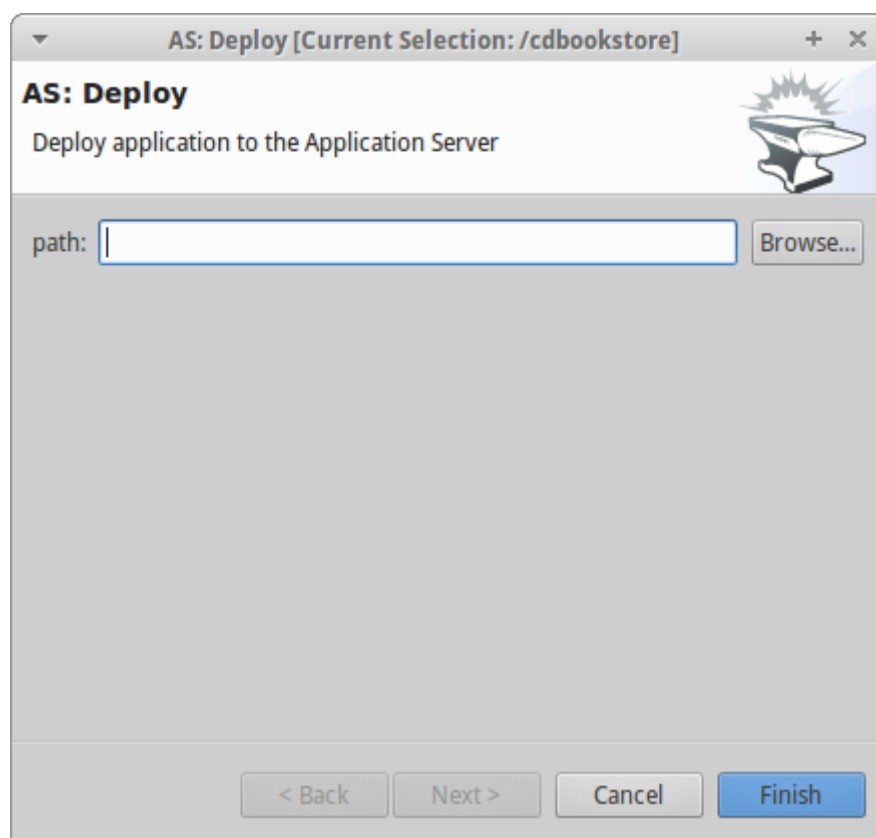 AS: Deploy [Current Selection: /cdbookstore]
AS: Deploy
Deploy application to the Application Server
path:
Browse...
< Back Next > Cancel Finish